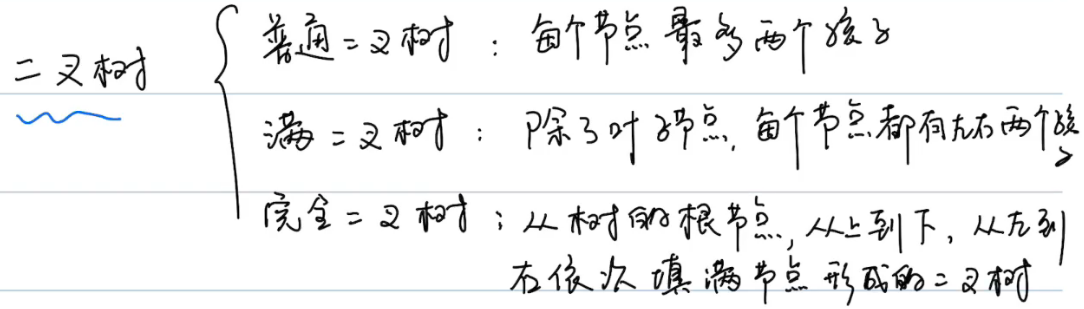 二叉树
普通二叉树：每个节点最多两个孩子
满二叉树：除了叶子节点，每个节点都有左右两个孩子
完全二叉树：从树的根节点，从上到下，从左到
右依次填满节点形成的二叉树